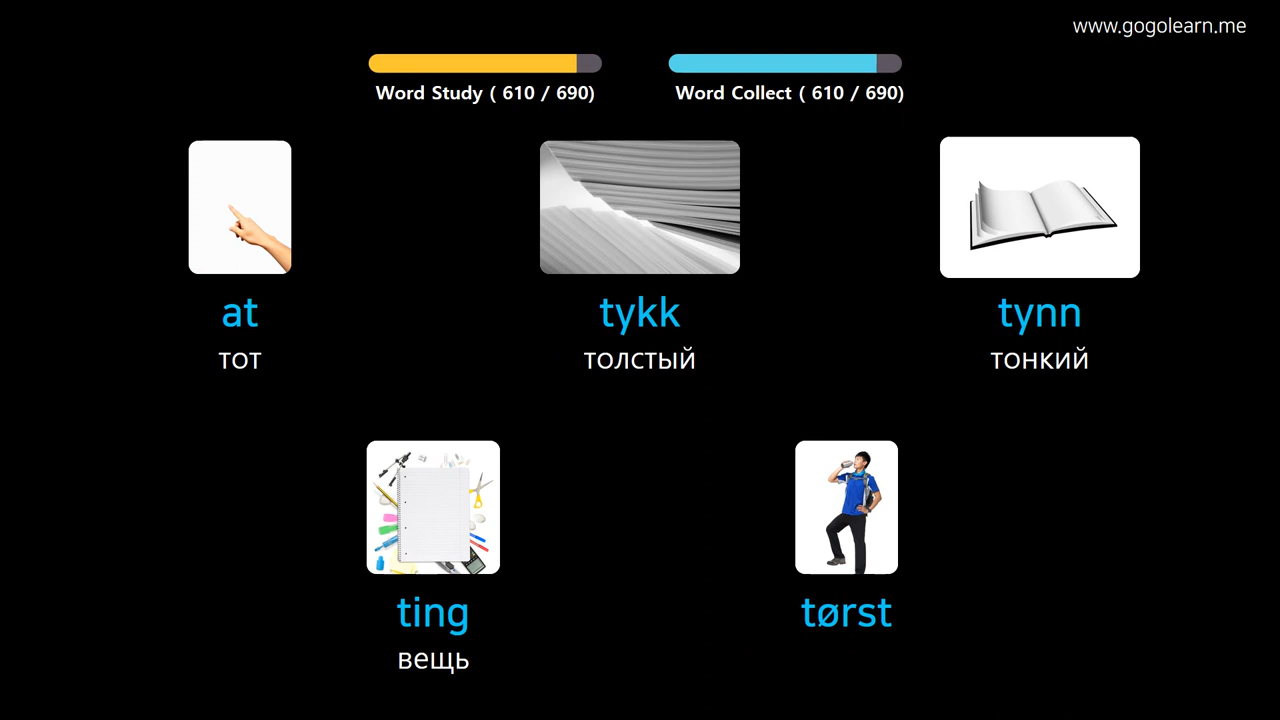 www.gogolearn.me
Word Study ( 610 / 690)
Word Collect ( 610 / 690)
at
тот
tykk
толстый
tynn
тонкий
ting
вещь
tørst